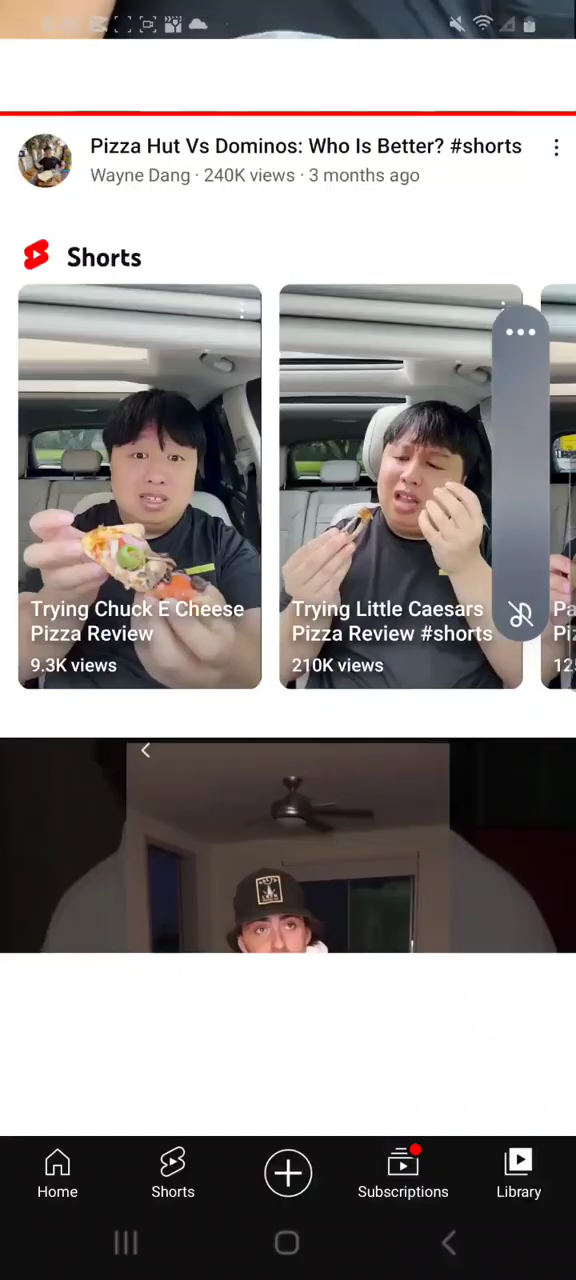 Pizza Hut Vs Dominos: Who Is Better? #shorts
Wayne Dang · 240K views · 3 months ago
Shorts
Trying Chuck E Cheese
Pizza Review
9.3K views
Trying Little Caesars
Pizza Review #shorts
210K views
Home
Shorts
Subscriptions
Library